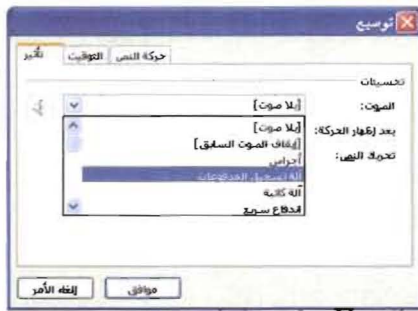 توسيع
تأثير التوقيت حركة النص
تحسينات
الصوت: [بلا صوت]
بعد إظهار الحركة: [بلا صوت]
[إيقاف الصوت السابق]
تحريك النص: أجراس
آلة تسجيل المدفوعات
آلة كاتبة
اندفاع سريع
موافق إلغاء الأمر